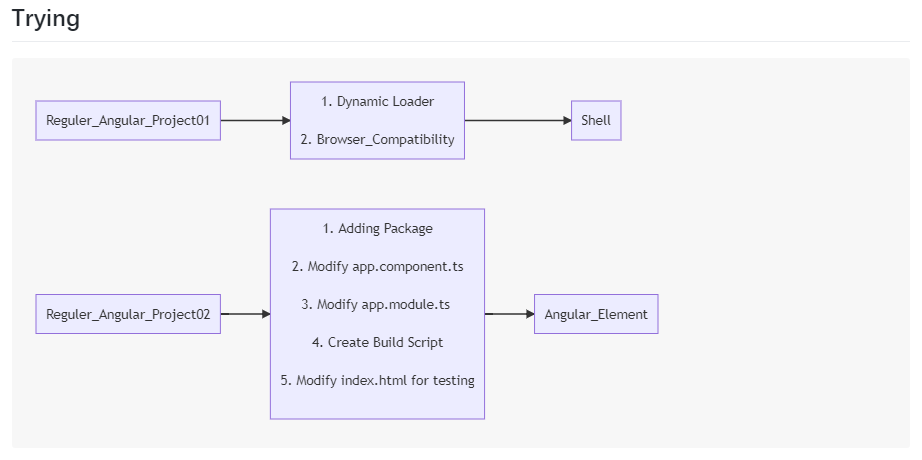 Trying
Reguler_Angular_Project01
1. Dynamic Loader
2. Browser_Compatibility
Shell
Reguler_Angular_Project02
1. Adding Package
2. Modify app.component.ts
3. Modify app.module.ts
4. Create Build Script
5. Modify index.html for testing
Angular_Element